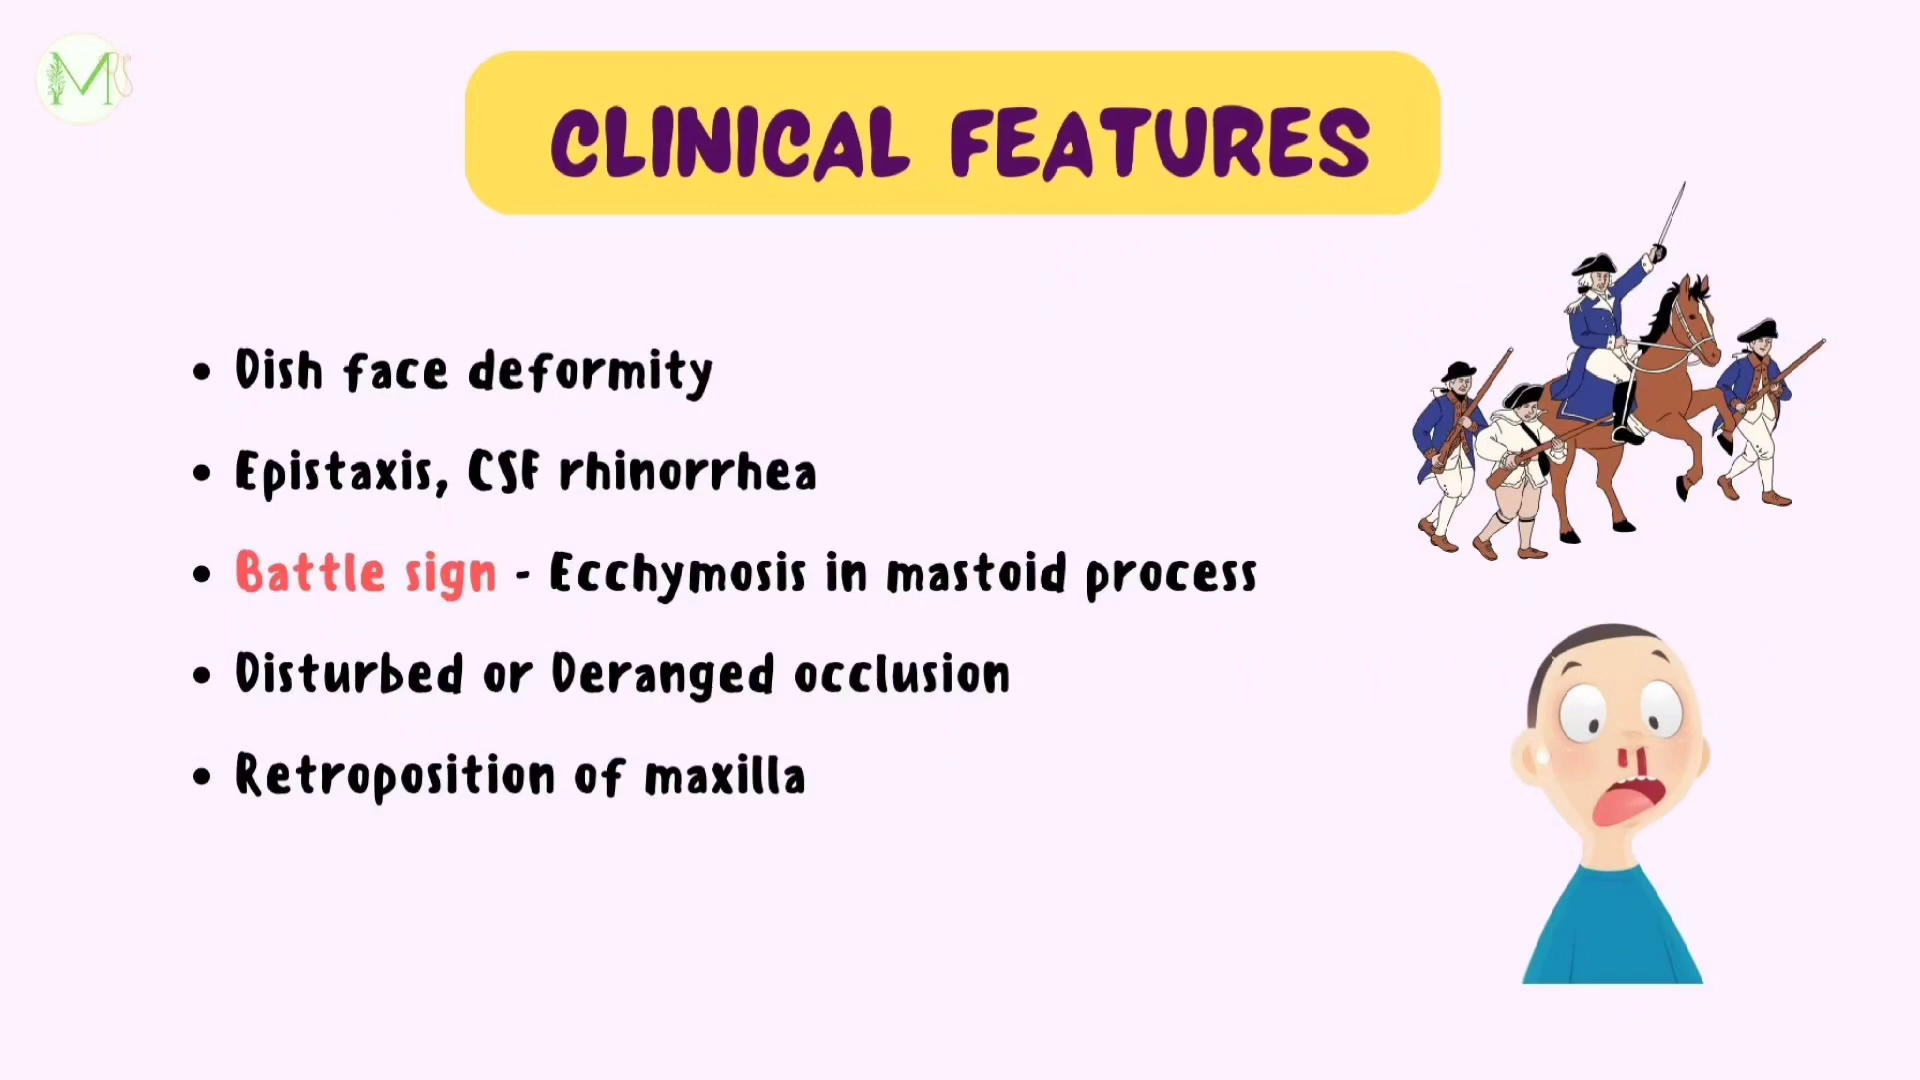 M
CLINICAL FEATURES
• Dish face deformity
• Epistaxis, CSF rhinorrhea
• Battle sign - Ecchymosis in mastoid process
• Disturbed or Deranged occlusion
• Retroposition of maxilla